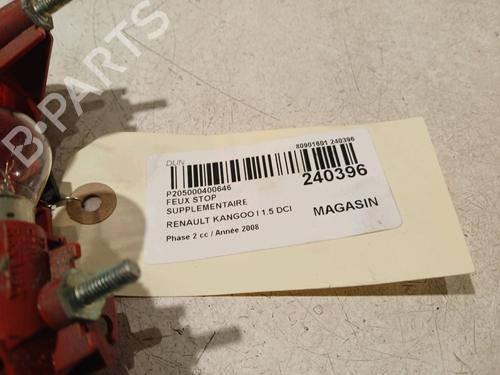 B-PARTS
DUN
80901601 240396
240396
P205000400646
FEUX STOP
SUPPLEMENTAIRE
RENAULT KANGOO I 1.5 DCI
MAGASIN
Phase 2 cc / Année 2008